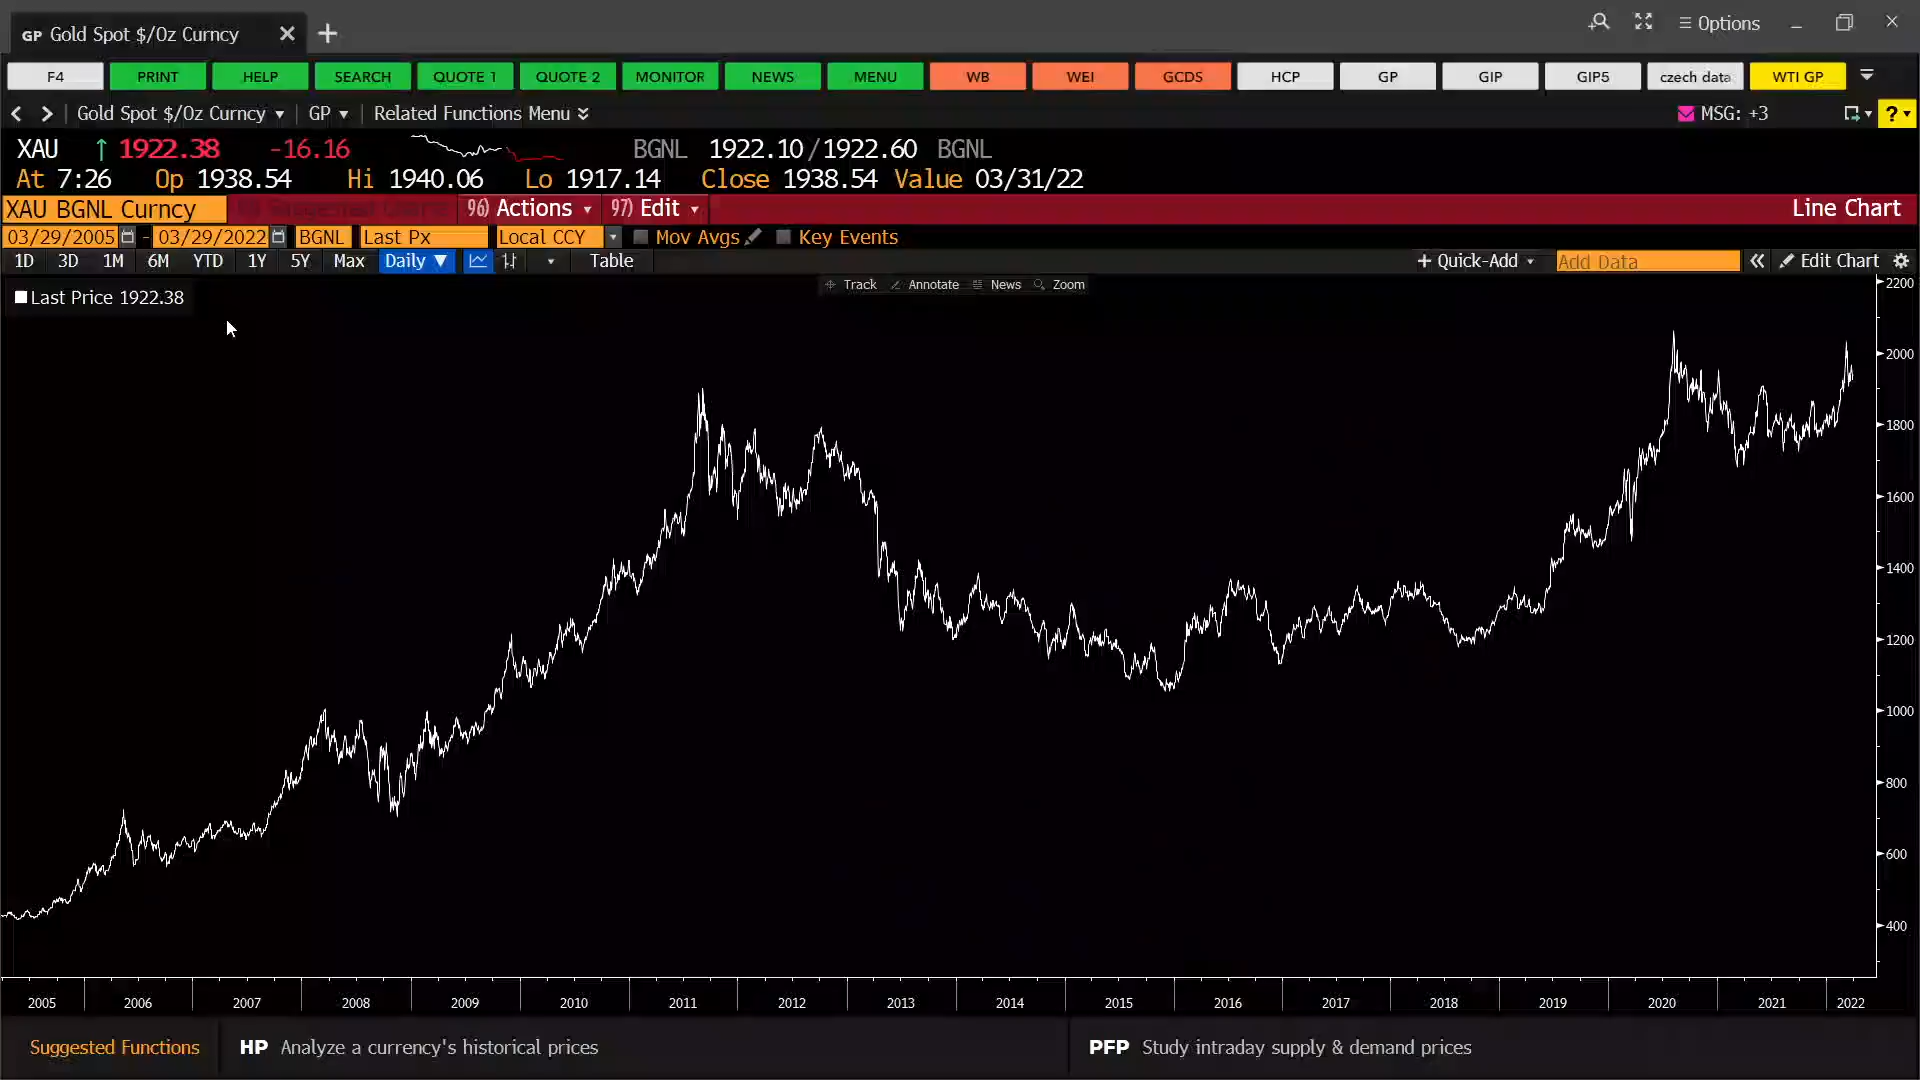 GP Gold Spot $/Oz Curncy
Options
F4 PRINT HELP SEARCH QUOTE 1 QUOTE 2 MONITOR NEWS MENU WB WEI GCDS HCP GP GIP GIP5 czech data WTI GP
Gold Spot $/Oz Curncy GP Related Functions Menu MSG: +3 ?
XAU ↑ 1922.38 -16.16 BGNL 1922.10/1922.60 BGNL
At 7:26 Op 1938.54 Hi 1940.06 Lo 1917.14 Close 1938.54 Value 03/31/22
XAU BGNL Curncy 96) Actions 97) Edit Line Chart
03/29/2005 - 03/29/2022 BGNL Last Px Local CCY Mov Avgs Key Events
1D 3D 1M 6M YTD 1Y 5Y Max Daily ▼ Table + Quick-Add Add Data « Edit Chart
Track Annotate News Zoom
Last Price 1922.38
2200
2000
1800
1600
1400
1200
1000
800
600
400
2005 2006 2007 2008 2009 2010 2011 2012 2013 2014 2015 2016 2017 2018 2019 2020 2021 2022
Suggested Functions HP Analyze a currency's historical prices PFP Study intraday supply & demand prices